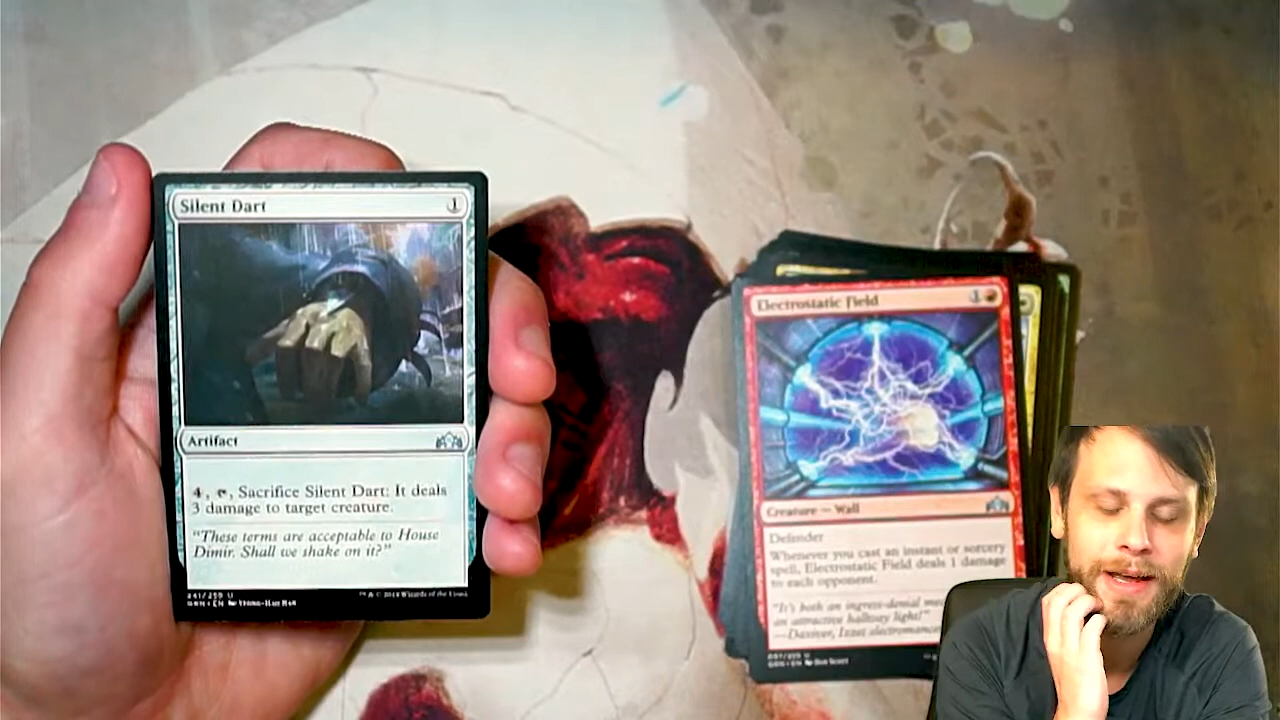 Silent Dart 1
Artifact
4, , Sacrifice Silent Dart: It deals
3 damage to target creature.
"These terms are acceptable to House
Dimir. Shall we shake on it?"
241/259 U
GRN • EN
™ & © 2018 Wizards of the Coast
Electrostatic Field 1
Creature — Wall
Defender
Whenever you cast an instant or sorcery
spell, Electrostatic Field deals 1 damage
to each opponent.
"It's both an ingress-denial
an attractive hallway light!"
—Daxiver, Izzet electromancer
097/259 U
GRN • EN Dan Scott